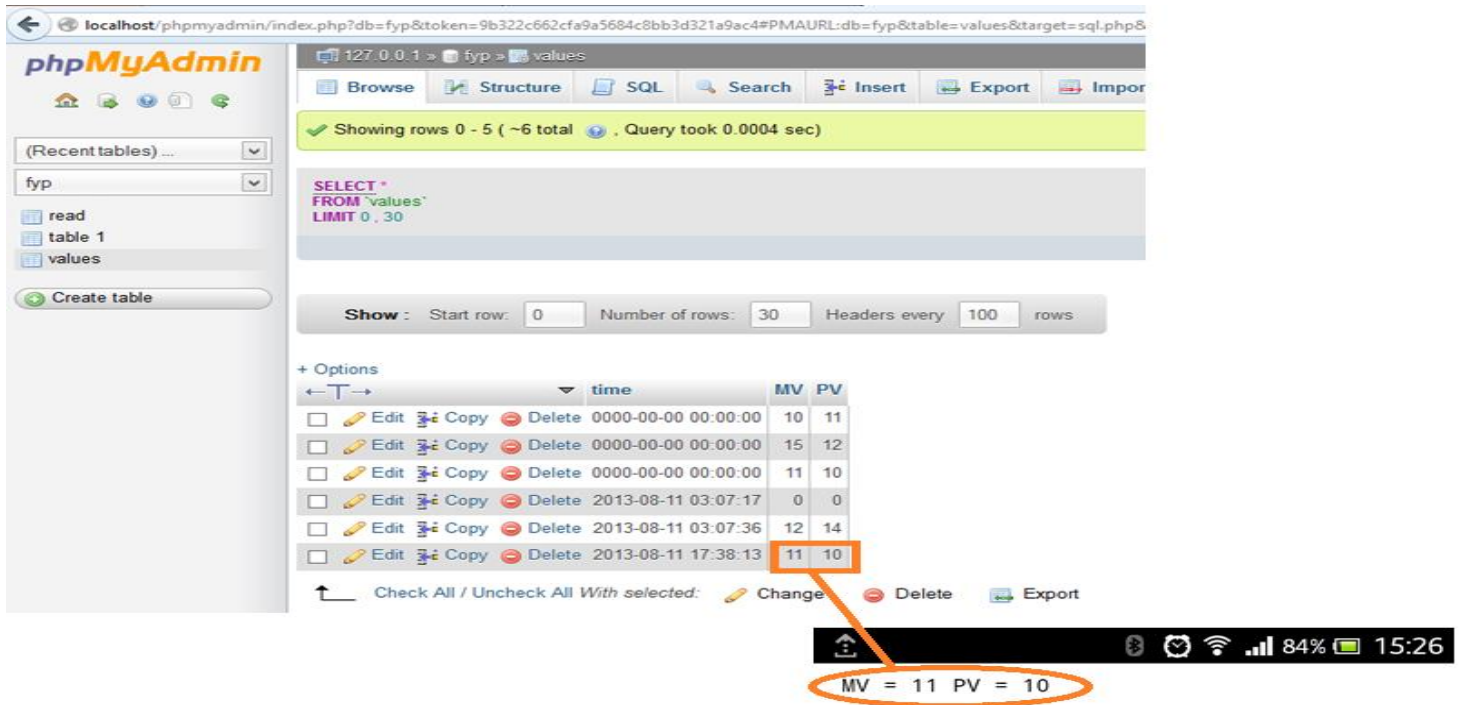 localhost/phpmyadmin/index.php?db=fyp&token=9b322c662cfa9a5684c8bb3d321a9ac4#PMAURL:db=fyp&table=values&target=sql.php&
phpMyAdmin
(Recent tables) ...
fyp
read
table 1
values
Create table
127.0.0.1 » fyp » values
Browse Structure SQL Search Insert Export Impor
Showing rows 0 - 5 ( ~6 total , Query took 0.0004 sec)
SELECT *
FROM `values`
LIMIT 0 , 30
Show : Start row: 0 Number of rows: 30 Headers every 100 rows
+ Options
←T→ time MV PV
Edit Copy Delete 0000-00-00 00:00:00 10 11
Edit Copy Delete 0000-00-00 00:00:00 15 12
Edit Copy Delete 0000-00-00 00:00:00 11 10
Edit Copy Delete 2013-08-11 03:07:17 0 0
Edit Copy Delete 2013-08-11 03:07:36 12 14
Edit Copy Delete 2013-08-11 17:38:13 11 10
Check All / Uncheck All With selected: Change Delete Export
84% 15:26
MV = 11 PV = 10